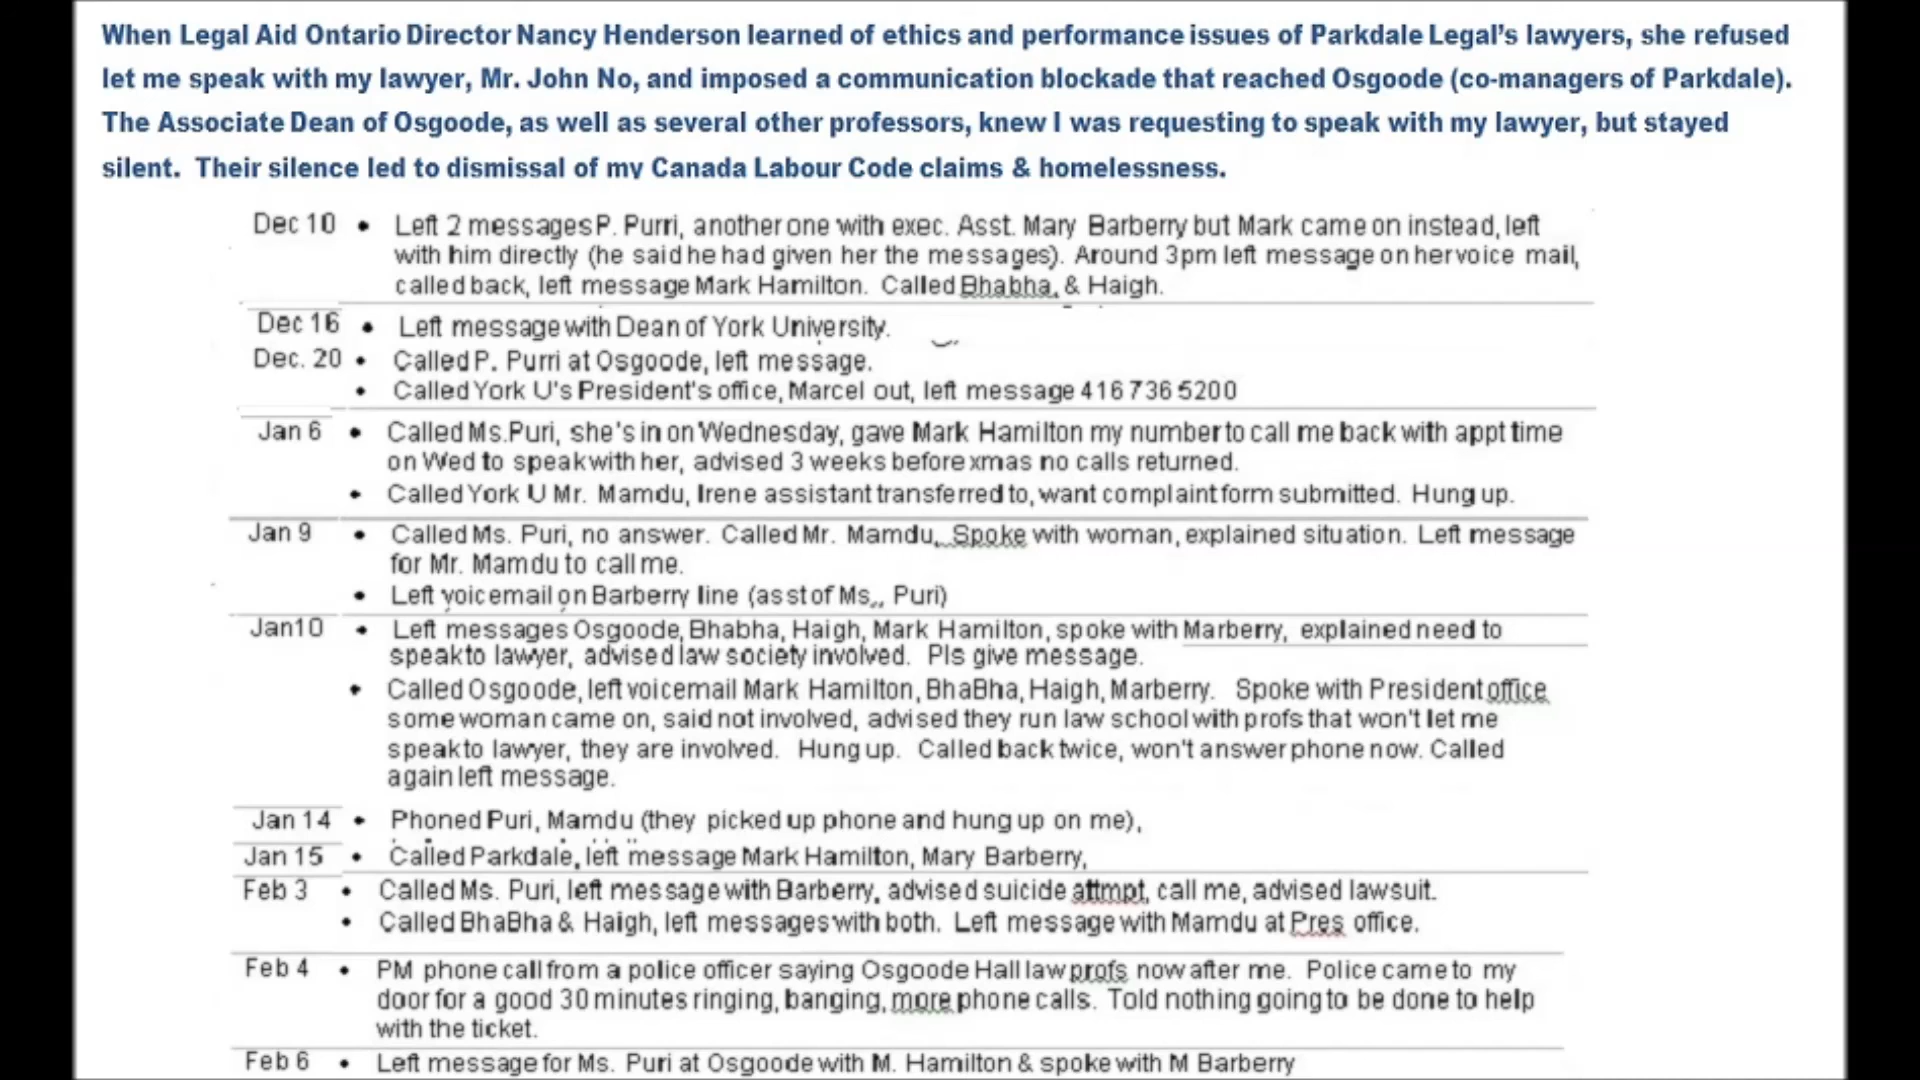 When Legal Aid Ontario Director Nancy Henderson learned of ethics and performance issues of Parkdale Legal's lawyers, she refused
let me speak with my lawyer, Mr. John No, and imposed a communication blockade that reached Osgoode (co-managers of Parkdale).
The Associate Dean of Osgoode, as well as several other professors, knew I was requesting to speak with my lawyer, but stayed
silent. Their silence led to dismissal of my Canada Labour Code claims & homelessness.
Dec 10 • Left 2 messages P. Purri, another one with exec. Asst. Mary Barberry but Mark came on instead, left
with him directly (he said he had given her the messages). Around 3pm left message on her voice mail,
called back, left message Mark Hamilton. Called Bhabha, & Haigh.
Dec 16 • Left message with Dean of York University.
Dec. 20 • Called P. Purri at Osgoode, left message.
• Called York U's President's office, Marcel out, left message 416 736 5200
Jan 6 • Called Ms.Puri, she's in on Wednesday, gave Mark Hamilton my number to call me back with appt time
on Wed to speak with her, advised 3 weeks before xmas no calls returned.
• Called York U Mr. Mamdu, Irene assistant transferred to, want complaint form submitted. Hung up.
Jan 9 • Called Ms. Puri, no answer. Called Mr. Mamdu, Spoke with woman, explained situation. Left message
for Mr. Mamdu to call me.
• Left voicemail on Barberry line (asst of Ms,, Puri)
Jan10 • Left messages Osgoode, Bhabha, Haigh, Mark Hamilton, spoke with Marberry, explained need to
speak to lawyer, advised law society involved. Pls give message.
• Called Osgoode, left voicemail Mark Hamilton, BhaBha, Haigh, Marberry. Spoke with President office
some woman came on, said not involved, advised they run law school with profs that won't let me
speak to lawyer, they are involved. Hung up. Called back twice, won't answer phone now. Called
again left message.
Jan 14 • Phoned Puri, Mamdu (they picked up phone and hung up on me),
Jan 15 • Called Parkdale, left message Mark Hamilton, Mary Barberry,
Feb 3 • Called Ms. Puri, left message with Barberry, advised suicide attmpt, call me, advised lawsuit.
• Called BhaBha & Haigh, left messages with both. Left message with Mamdu at Pres office.
Feb 4 • PM phone call from a police officer saying Osgoode Hall law profs now after me. Police came to my
door for a good 30 minutes ringing, banging, more phone calls. Told nothing going to be done to help
with the ticket.
Feb 6 • Left message for Ms. Puri at Osgoode with M. Hamilton & spoke with M Barberry